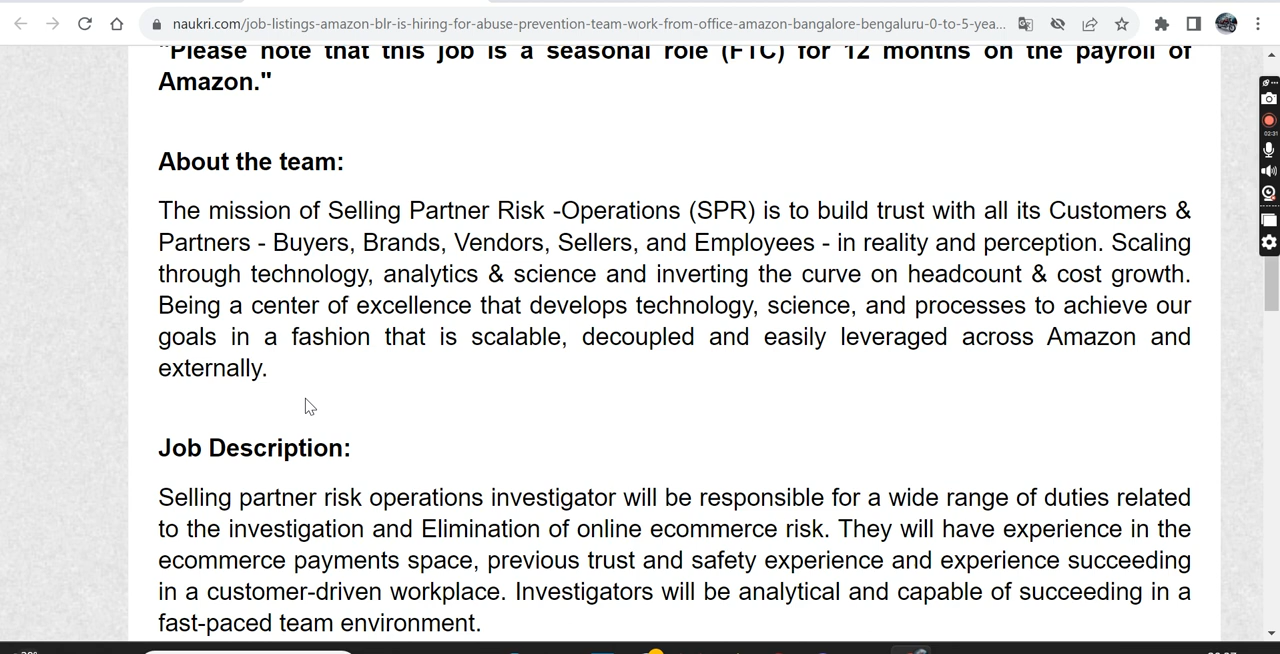 naukri.com/job-listings-amazon-blr-is-hiring-for-abuse-prevention-team-work-from-office-amazon-bangalore-bengaluru-0-to-5-yea...
"Please note that this job is a seasonal role (FTC) for 12 months on the payroll of
Amazon."
About the team:
The mission of Selling Partner Risk -Operations (SPR) is to build trust with all its Customers &
Partners - Buyers, Brands, Vendors, Sellers, and Employees - in reality and perception. Scaling
through technology, analytics & science and inverting the curve on headcount & cost growth.
Being a center of excellence that develops technology, science, and processes to achieve our
goals in a fashion that is scalable, decoupled and easily leveraged across Amazon and
externally.
Job Description:
Selling partner risk operations investigator will be responsible for a wide range of duties related
to the investigation and Elimination of online ecommerce risk. They will have experience in the
ecommerce payments space, previous trust and safety experience and experience succeeding
in a customer-driven workplace. Investigators will be analytical and capable of succeeding in a
fast-paced team environment.
02:31